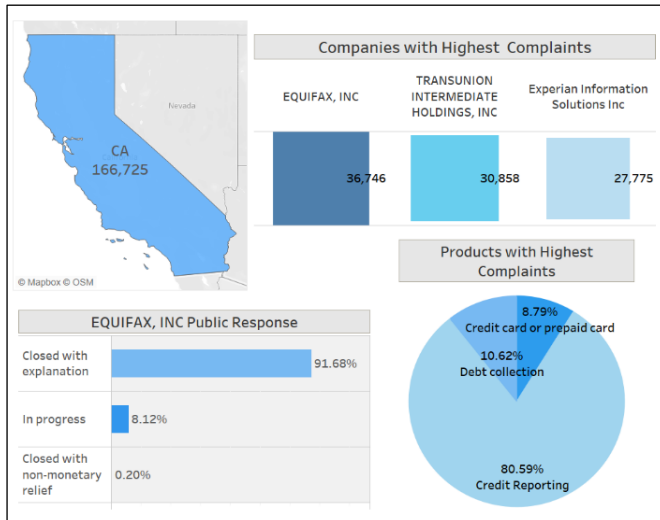 Nevada
CA
166,725
© Mapbox © OSM
Companies with Highest Complaints
EQUIFAX, INC
TRANSUNION
INTERMEDIATE
HOLDINGS, INC
Experian Information
Solutions Inc
36,746
30,858
27,775
Products with Highest
Complaints
8.79%
Credit card or prepaid card
10.62%
Debt collection
80.59%
Credit Reporting
EQUIFAX, INC Public Response
Closed with
explanation
91.68%
In progress
8.12%
Closed with
non-monetary
relief
0.20%